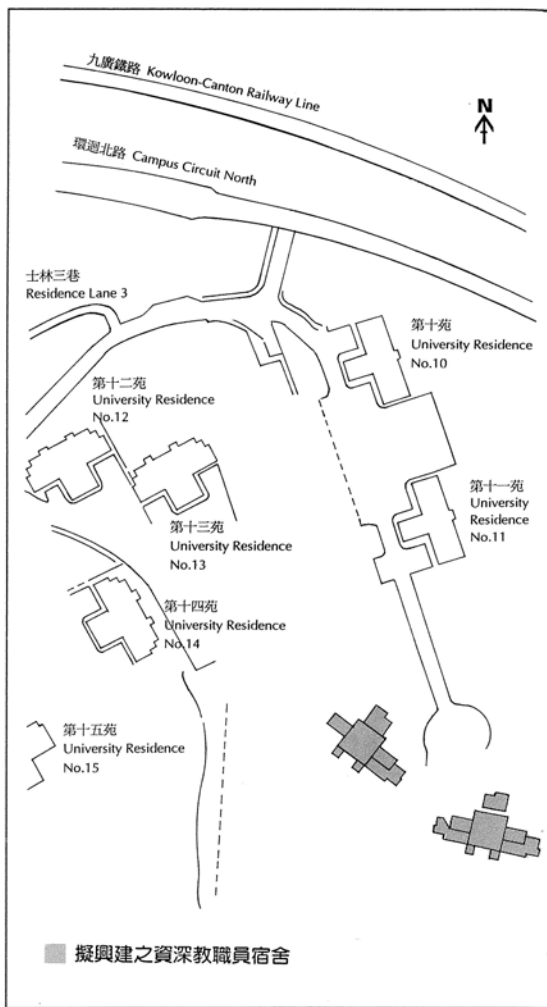 九廣鐵路 Kowloon-Canton Railway Line
N
環迴北路 Campus Circuit North
士林三巷
Residence Lane 3
第十苑
University Residence
No.10
第十二苑
University Residence
No.12
第十一苑
University
Residence
No.11
第十三苑
University Residence
No.13
第十四苑
University Residence
No.14
第十五苑
University Residence
No.15
擬興建之資深教職員宿舍